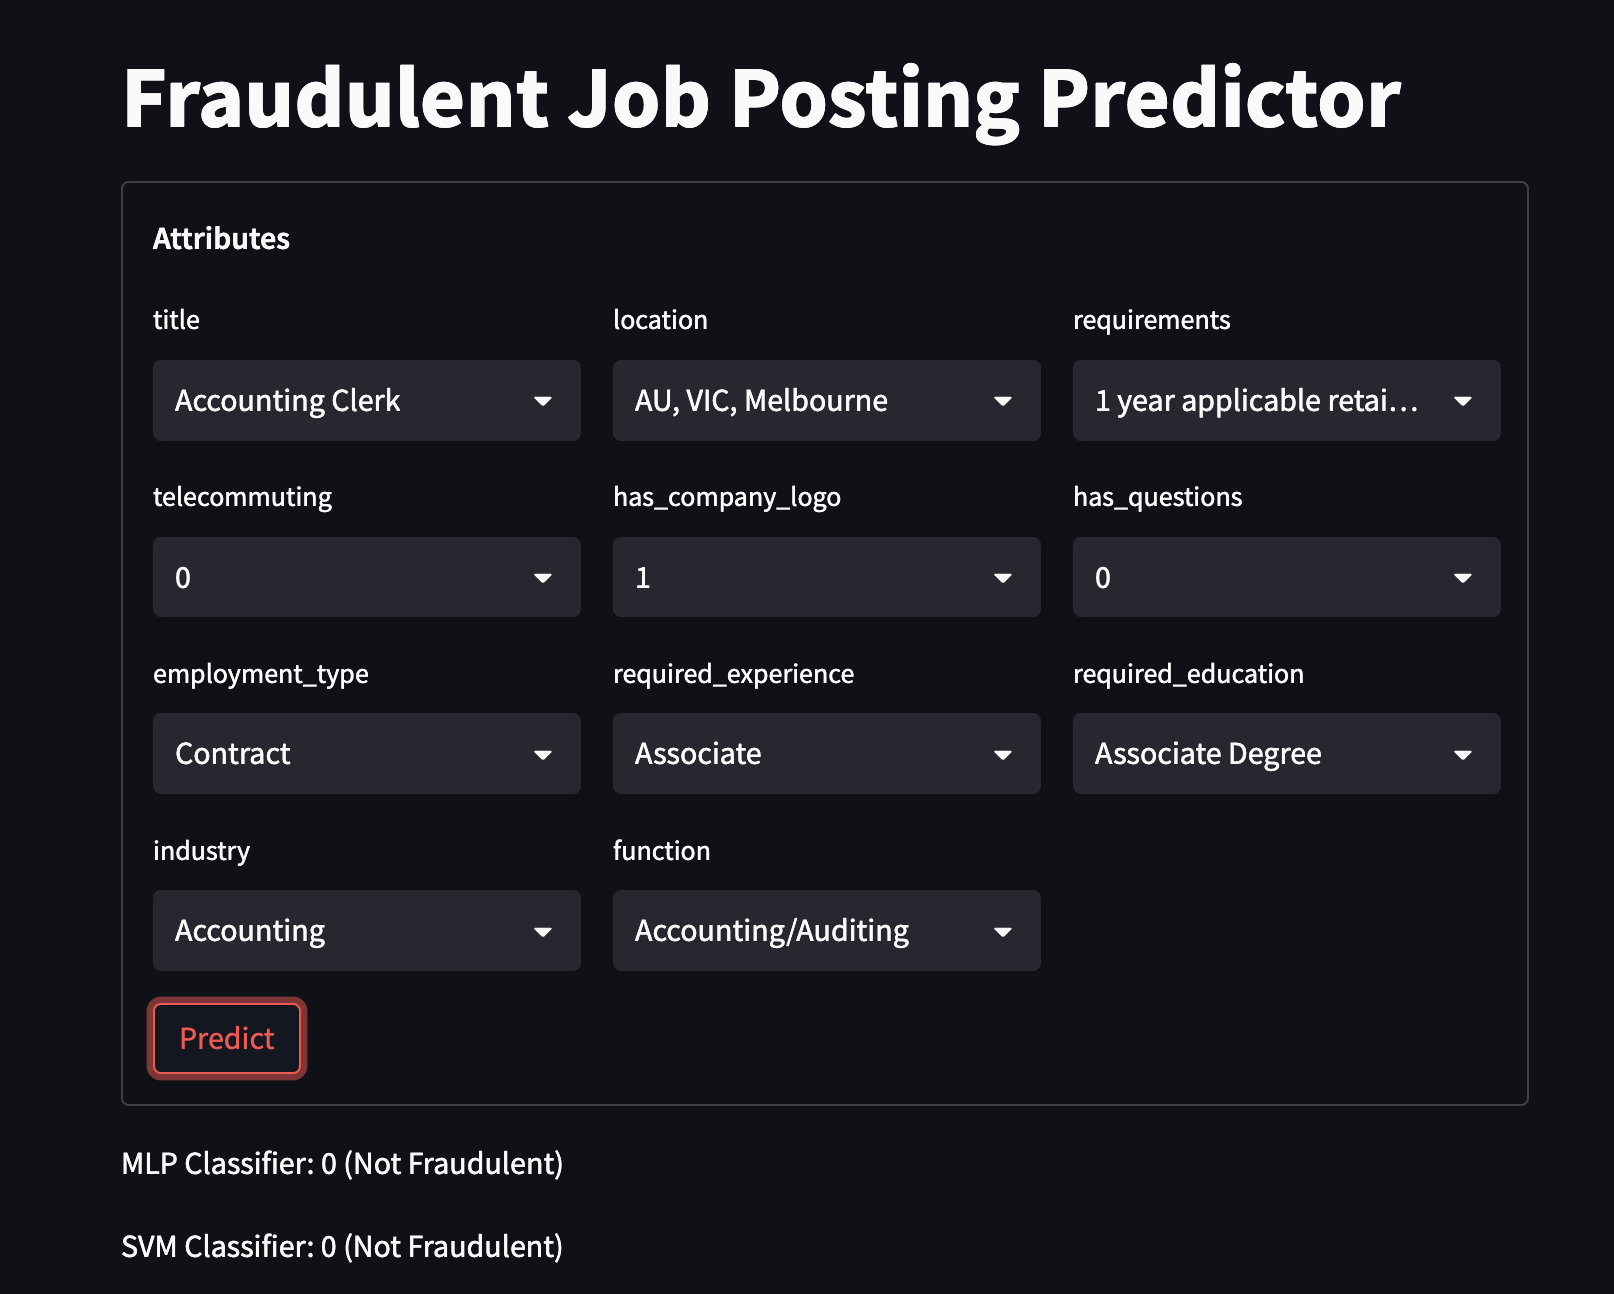 Fraudulent Job Posting Predictor
Attributes
title
location
requirements
Accounting Clerk
AU, VIC, Melbourne
1 year applicable retai...
telecommuting
has_company_logo
has_questions
0
1
0
employment_type
required_experience
required_education
Contract
Associate
Associate Degree
industry
function
Accounting
Accounting/Auditing
Predict
MLP Classifier: 0 (Not Fraudulent)
SVM Classifier: 0 (Not Fraudulent)